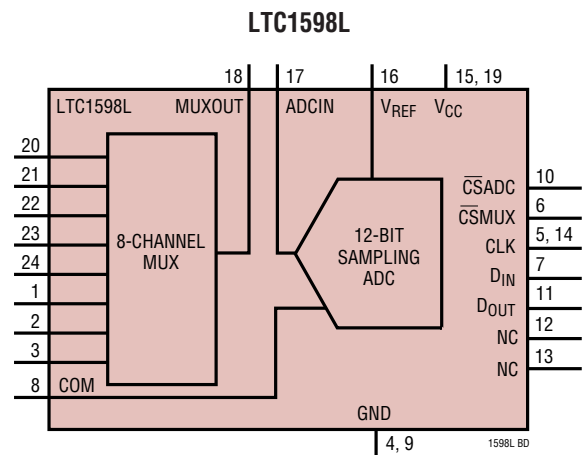 LTC1598L
18 17 16 15, 19
LTC1598L MUXOUT ADCIN VREF VCC
20
21
22
23
24
1
2
3
8 COM
8-CHANNEL
MUX
12-BIT
SAMPLING
ADC
C̅S̅ADC 10
C̅S̅MUX 6
CLK 5, 14
DIN 7
DOUT 11
NC 12
NC 13
GND
4, 9
1598L BD